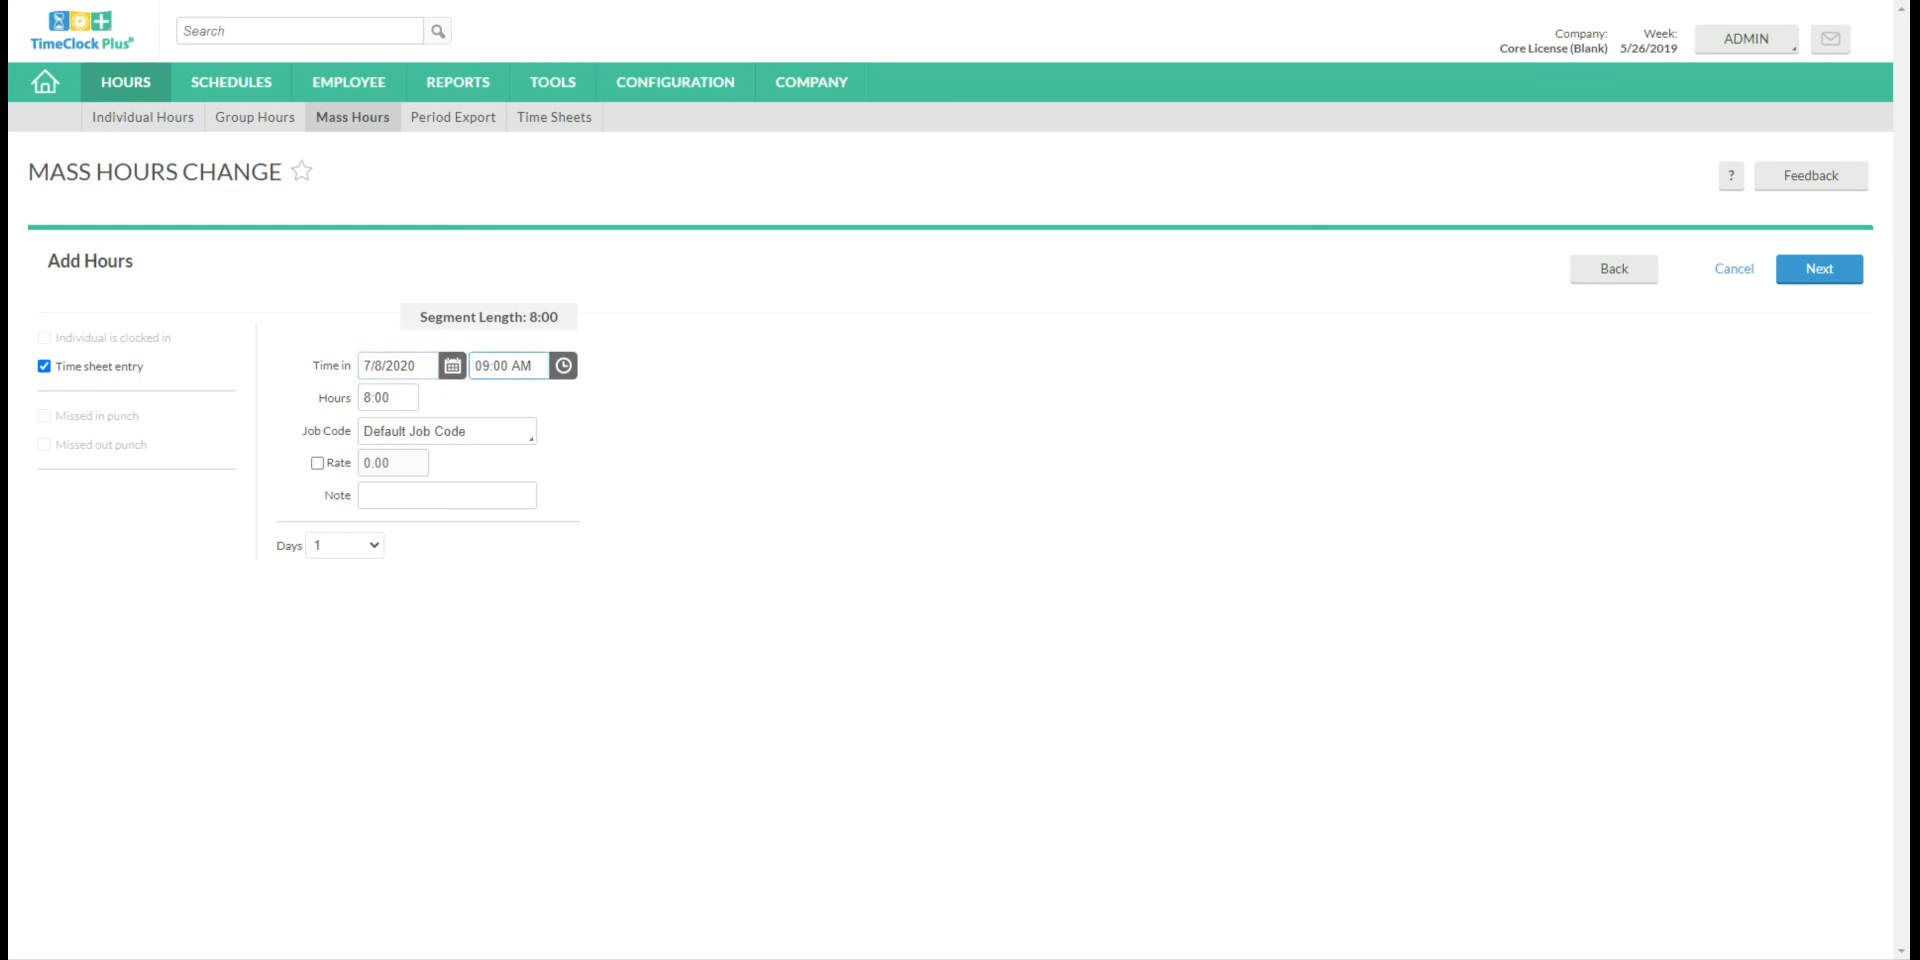 TimeClock Plus
Search
Company:
Core License (Blank)
Week:
5/26/2019
ADMIN
HOURS
SCHEDULES
EMPLOYEE
REPORTS
TOOLS
CONFIGURATION
COMPANY
Individual Hours
Group Hours
Mass Hours
Period Export
Time Sheets
MASS HOURS CHANGE
?
Feedback
Add Hours
Back
Cancel
Next
Individual is clocked in
Time sheet entry
Missed in punch
Missed out punch
Segment Length: 8:00
Time in 7/8/2020 09:00 AM
Hours 8:00
Job Code Default Job Code
Rate 0.00
Note
Days 1